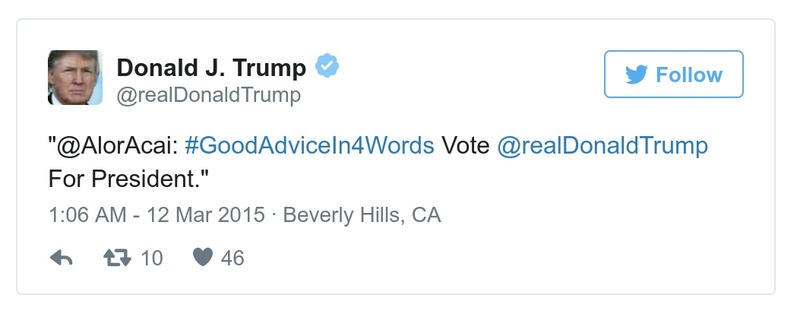 Donald J. Trump
@realDonaldTrump
Follow
"@AlorAcai: #GoodAdviceIn4Words Vote @realDonaldTrump
For President."
1:06 AM - 12 Mar 2015 · Beverly Hills, CA
10 46